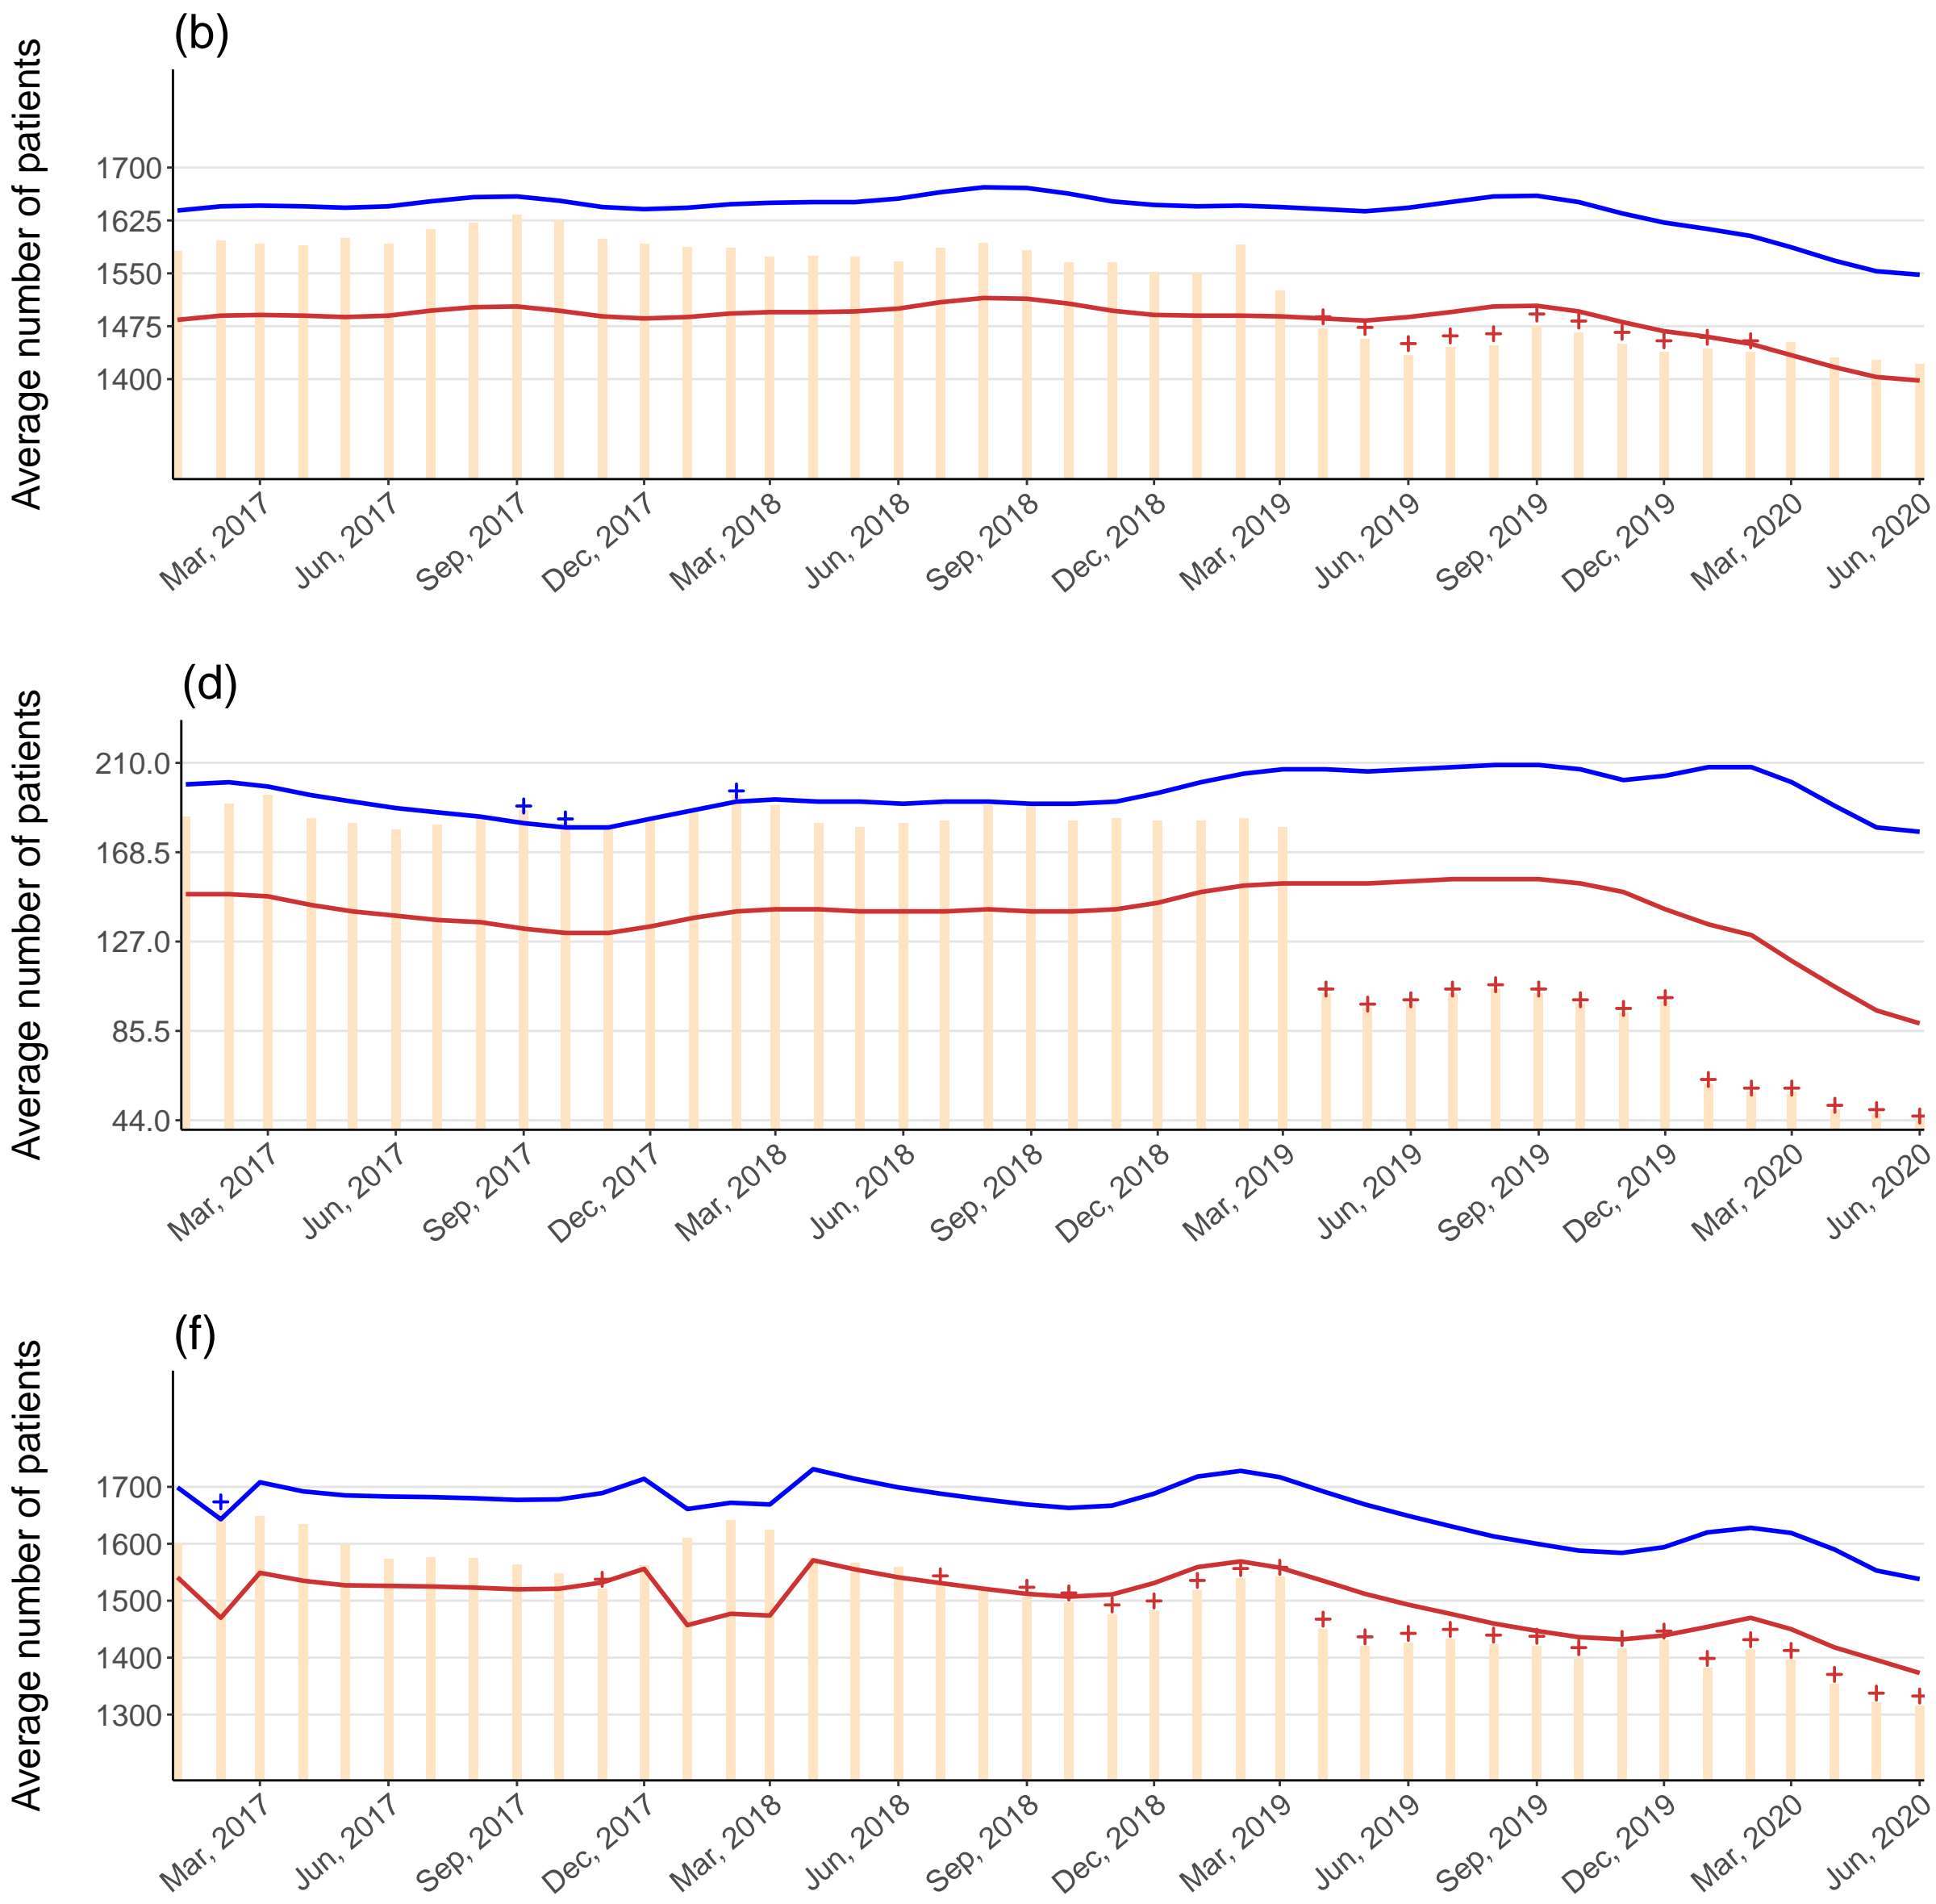 (b)
Average number of patients
1700
1625
1550
1475
1400
Mar, 2017
Jun, 2017
Sep, 2017
Dec, 2017
Mar, 2018
Jun, 2018
Sep, 2018
Dec, 2018
Mar, 2019
Jun, 2019
Sep, 2019
Dec, 2019
Mar, 2020
Jun, 2020
(d)
Average number of patients
210.0
168.5
127.0
85.5
44.0
Mar, 2017
Jun, 2017
Sep, 2017
Dec, 2017
Mar, 2018
Jun, 2018
Sep, 2018
Dec, 2018
Mar, 2019
Jun, 2019
Sep, 2019
Dec, 2019
Mar, 2020
Jun, 2020
(f)
Average number of patients
1700
1600
1500
1400
1300
Mar, 2017
Jun, 2017
Sep, 2017
Dec, 2017
Mar, 2018
Jun, 2018
Sep, 2018
Dec, 2018
Mar, 2019
Jun, 2019
Sep, 2019
Dec, 2019
Mar, 2020
Jun, 2020